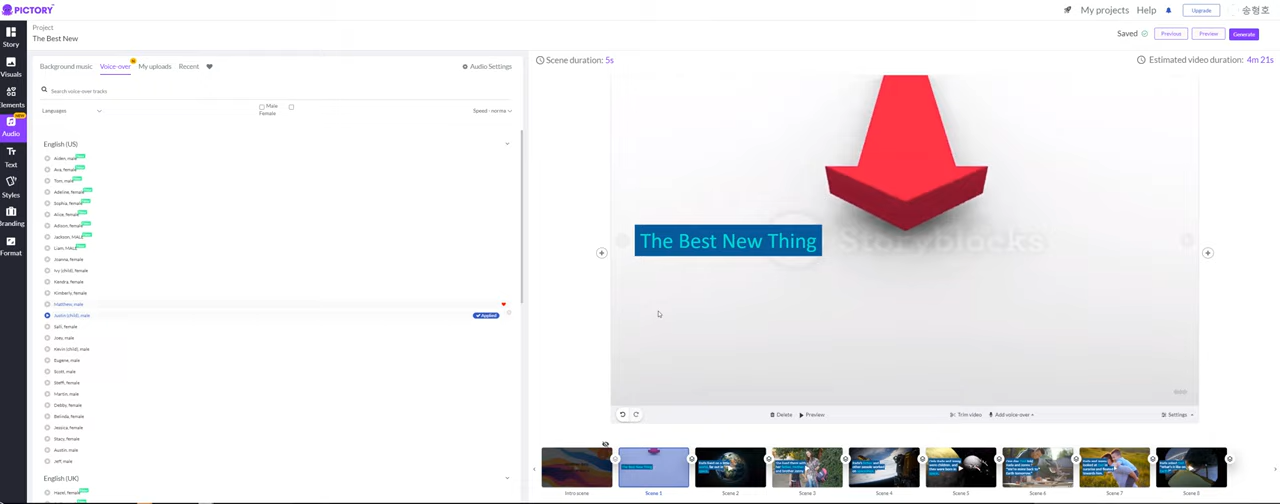 PICTORY
My projects
Help
Upgrade
송형호
Project
The Best New
Saved
Previous
Preview
Generate
Story
Visuals
Elements
NEW
Audio
Text
Styles
Branding
Format
Background music
Voice-over
My uploads
Recent
Audio Settings
Search voice-over tracks
Languages
Male
Female
Speed - norma
English (US)
Aiden, male
Ava, female
Tom, male
Adeline, female
Sophia, female
Alice, female
Adison, female
Jackson, MALE
Liam, MALE
Joanna, female
Ivy (child), female
Kendra, female
Kimberly, female
Matthew, male
Justin (child), male
Applied
Salli, female
Joey, male
Kevin (child), male
Eugene, male
Scott, male
Steffi, female
Martin, male
Debby, female
Belinda, female
Jessica, female
Stacy, female
Austin, male
Jeff, male
English (UK)
Hazel, female
Scene duration: 5s
Estimated video duration: 4m 21s
The Best New Thing
Storyblocks
Delete
Preview
Trim video
Add voice-over
Settings
Intro scene
Scene 1
Scene 2
Scene 3
Scene 4
Scene 5
Scene 6
Scene 7
Scene 8